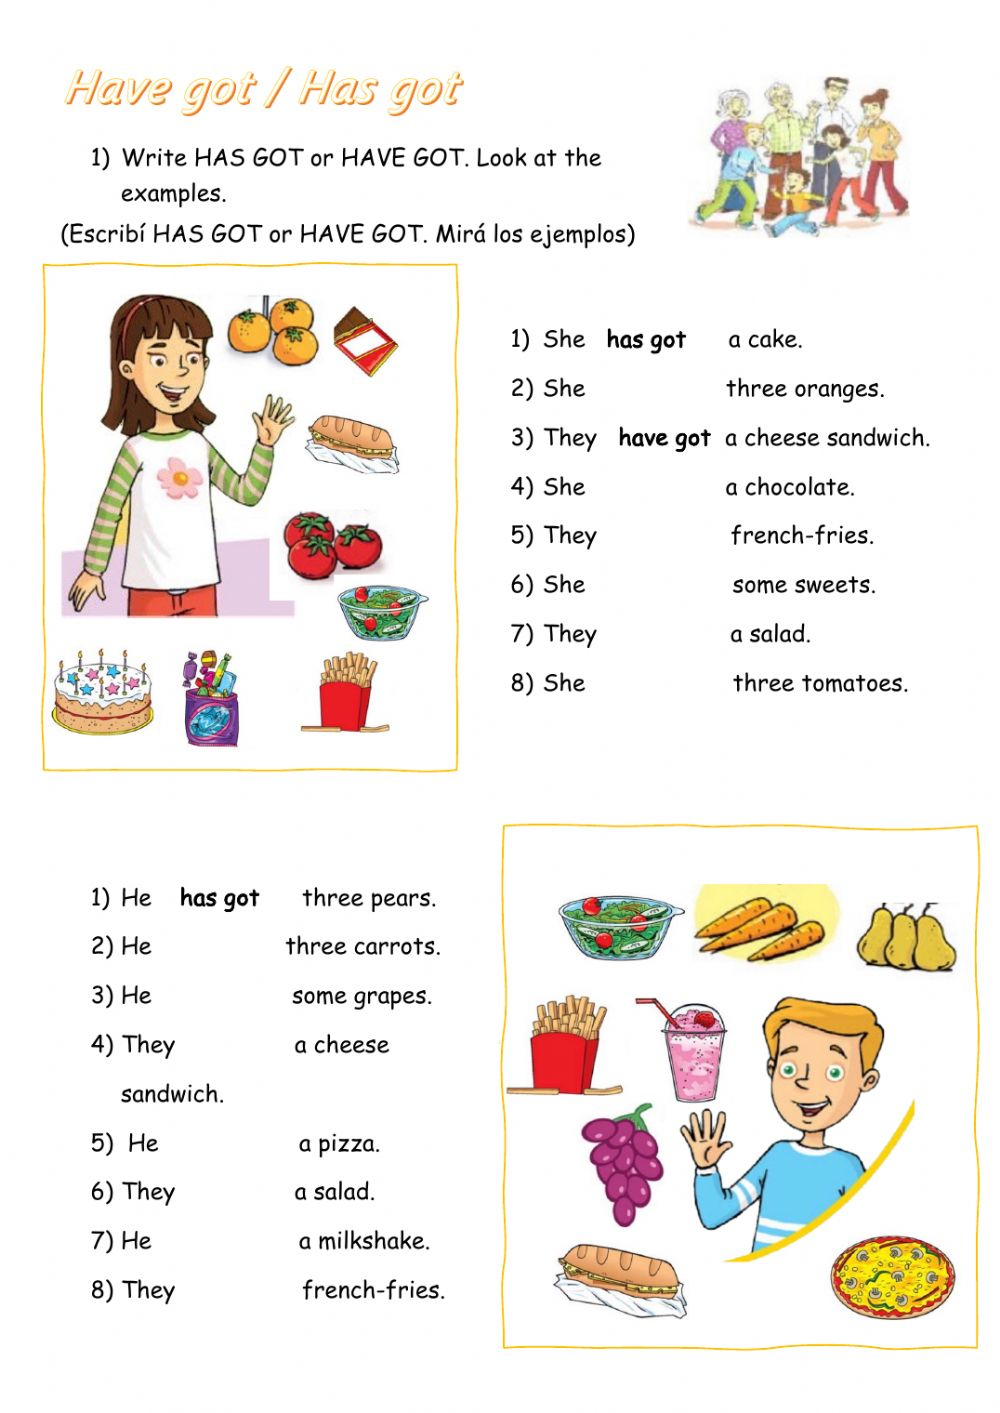 Have got / Has got
1) Write HAS GOT or HAVE GOT. Look at the
examples.
(Escribí HAS GOT or HAVE GOT. Mirá los ejemplos)
1) She has got a cake.
2) She three oranges.
3) They have got a cheese sandwich.
4) She a chocolate.
5) They french-fries.
6) She some sweets.
7) They a salad.
8) She three tomatoes.
1) He has got three pears.
2) He three carrots.
3) He some grapes.
4) They a cheese
sandwich.
5) He a pizza.
6) They a salad.
7) He a milkshake.
8) They french-fries.